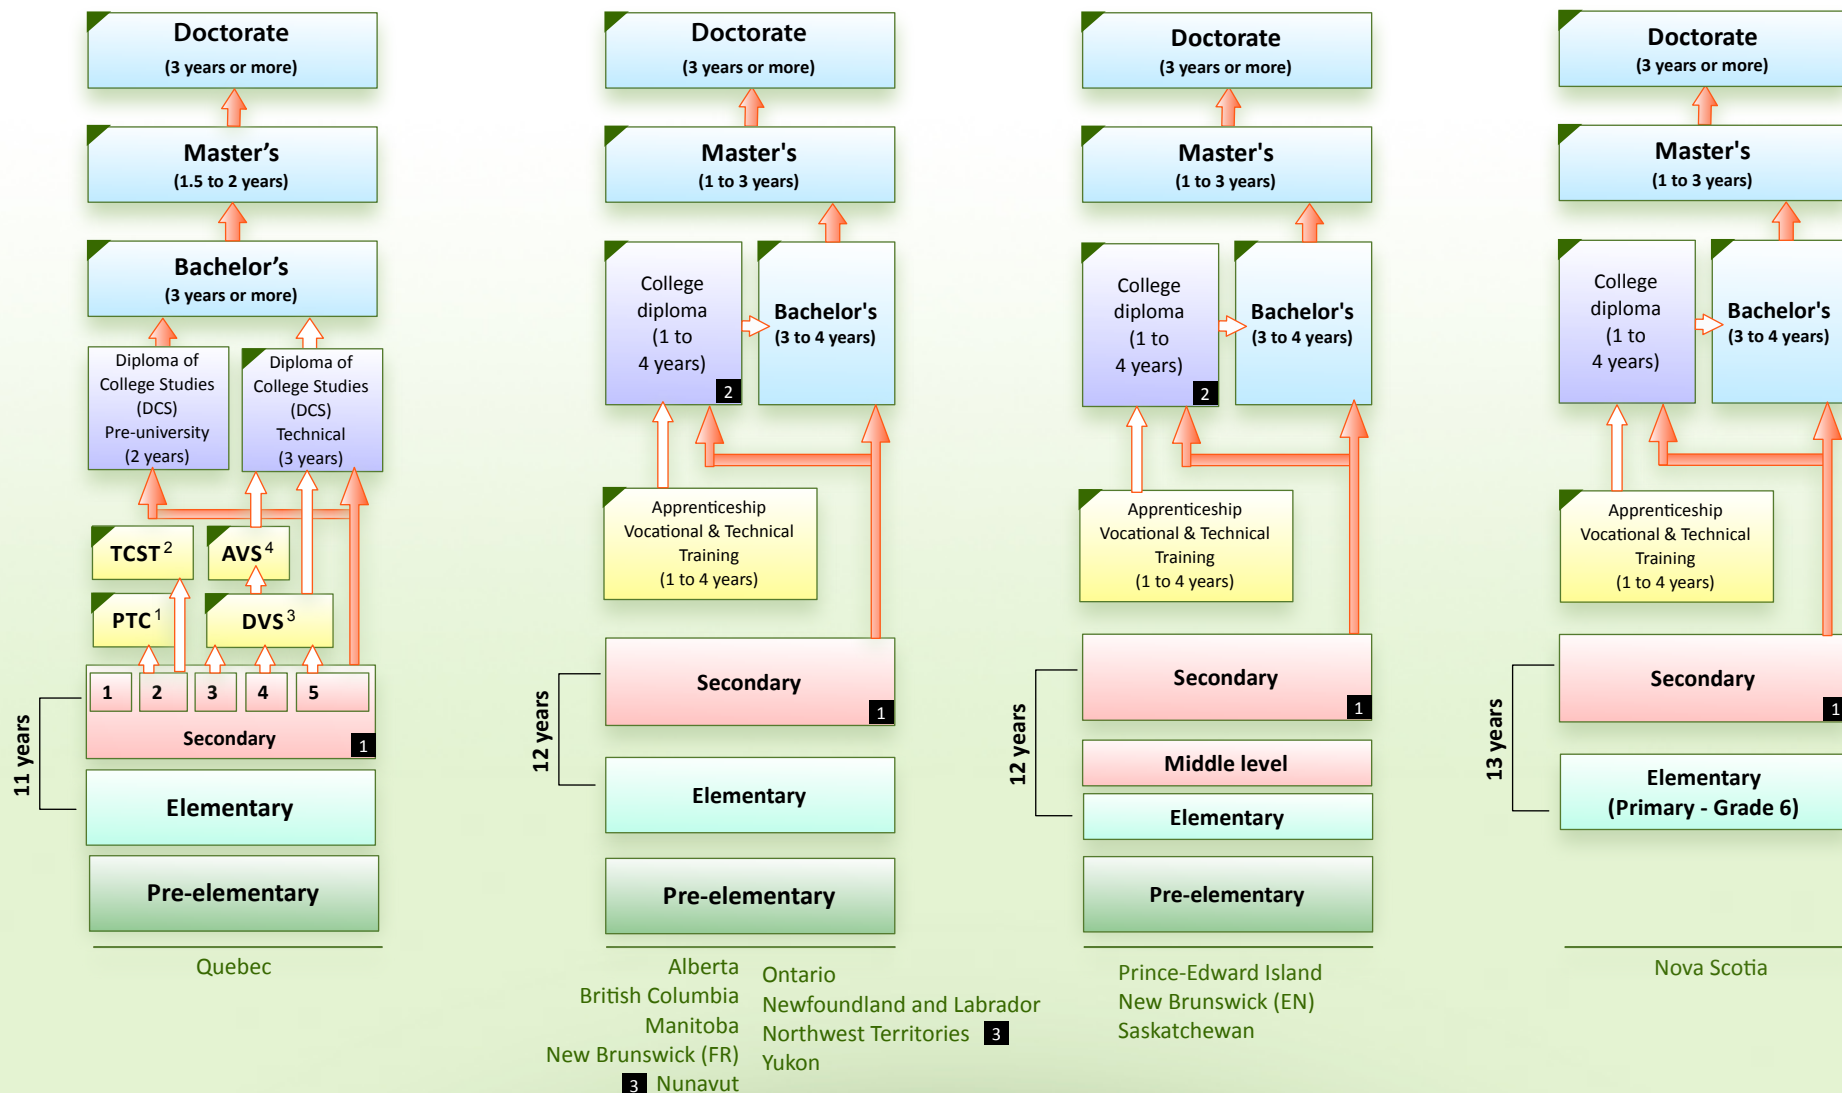 Doctorate
(3 years or more)
Master’s
(1.5 to 2 years)
Bachelor’s
(3 years or more)
Diploma of
College Studies
(DCS)
Pre-university
(2 years)
Diploma of
College Studies
(DCS)
Technical
(3 years)
TCST 2
AVS 4
PTC 1
DVS 3
1
2
3
4
5
Secondary
1
11 years
Elementary
Pre-elementary
Quebec
Doctorate
(3 years or more)
Master's
(1 to 3 years)
College
diploma
(1 to
4 years)
2
Bachelor's
(3 to 4 years)
Apprenticeship
Vocational & Technical
Training
(1 to 4 years)
Secondary
1
12 years
Elementary
Pre-elementary
Alberta
British Columbia
Manitoba
New Brunswick (FR)
3 Nunavut
Ontario
Newfoundland and Labrador
Northwest Territories 3
Yukon
Doctorate
(3 years or more)
Master's
(1 to 3 years)
College
diploma
(1 to
4 years)
2
Bachelor's
(3 to 4 years)
Apprenticeship
Vocational & Technical
Training
(1 to 4 years)
Secondary
1
12 years
Middle level
Elementary
Pre-elementary
Prince-Edward Island
New Brunswick (EN)
Saskatchewan
Doctorate
(3 years or more)
Master's
(1 to 3 years)
College
diploma
(1 to
4 years)
Bachelor's
(3 to 4 years)
Apprenticeship
Vocational & Technical
Training
(1 to 4 years)
Secondary
1
13 years
Elementary
(Primary - Grade 6)
Nova Scotia